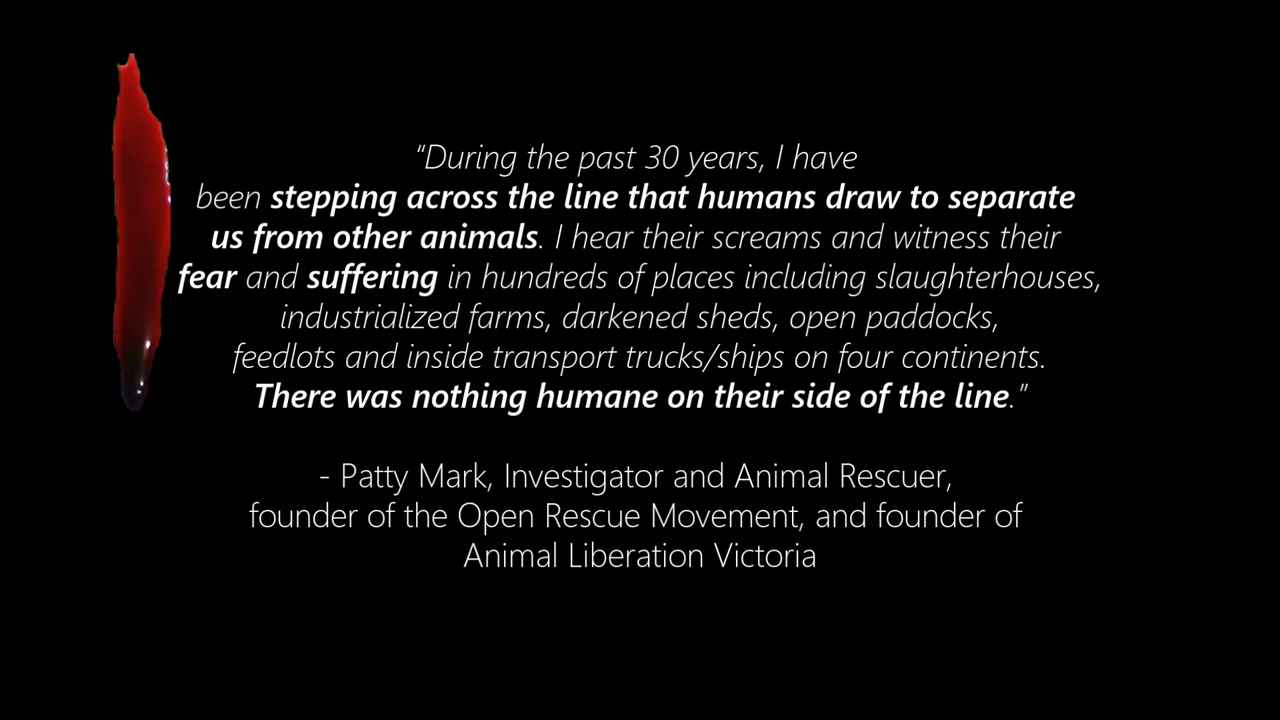 “During the past 30 years, I have
been stepping across the line that humans draw to separate
us from other animals. I hear their screams and witness their
fear and suffering in hundreds of places including slaughterhouses,
industrialized farms, darkened sheds, open paddocks,
feedlots and inside transport trucks/ships on four continents.
There was nothing humane on their side of the line.”
- Patty Mark, Investigator and Animal Rescuer,
founder of the Open Rescue Movement, and founder of
Animal Liberation Victoria